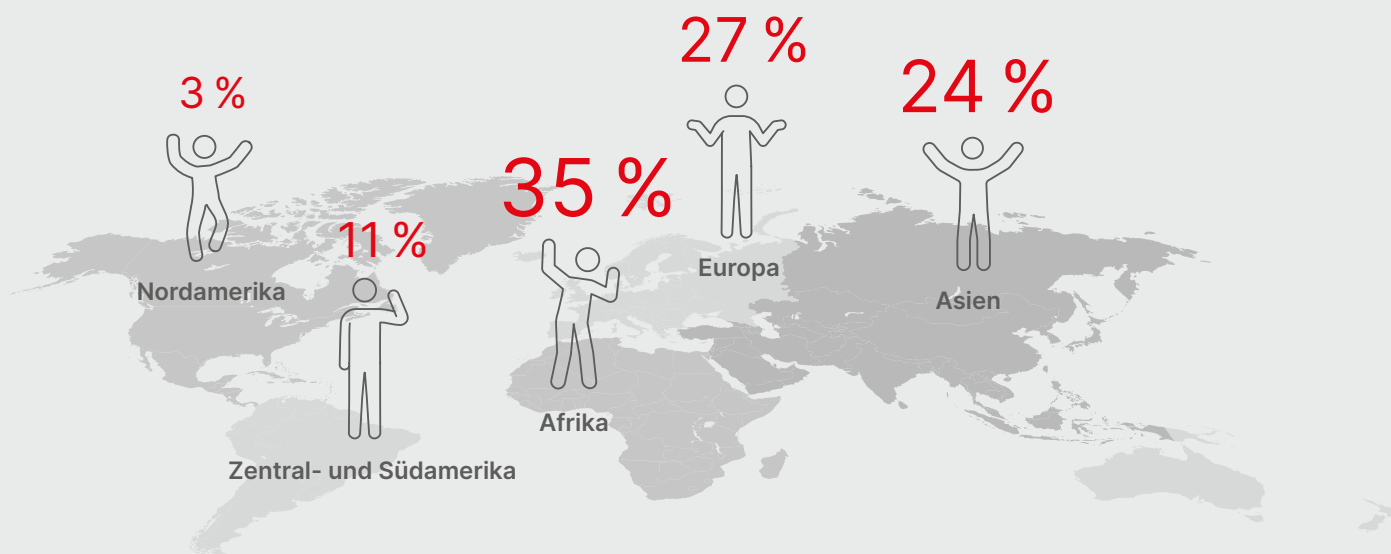 3 %
Nordamerika
11 %
Zentral- und Südamerika
35 %
Afrika
27 %
Europa
24 %
Asien